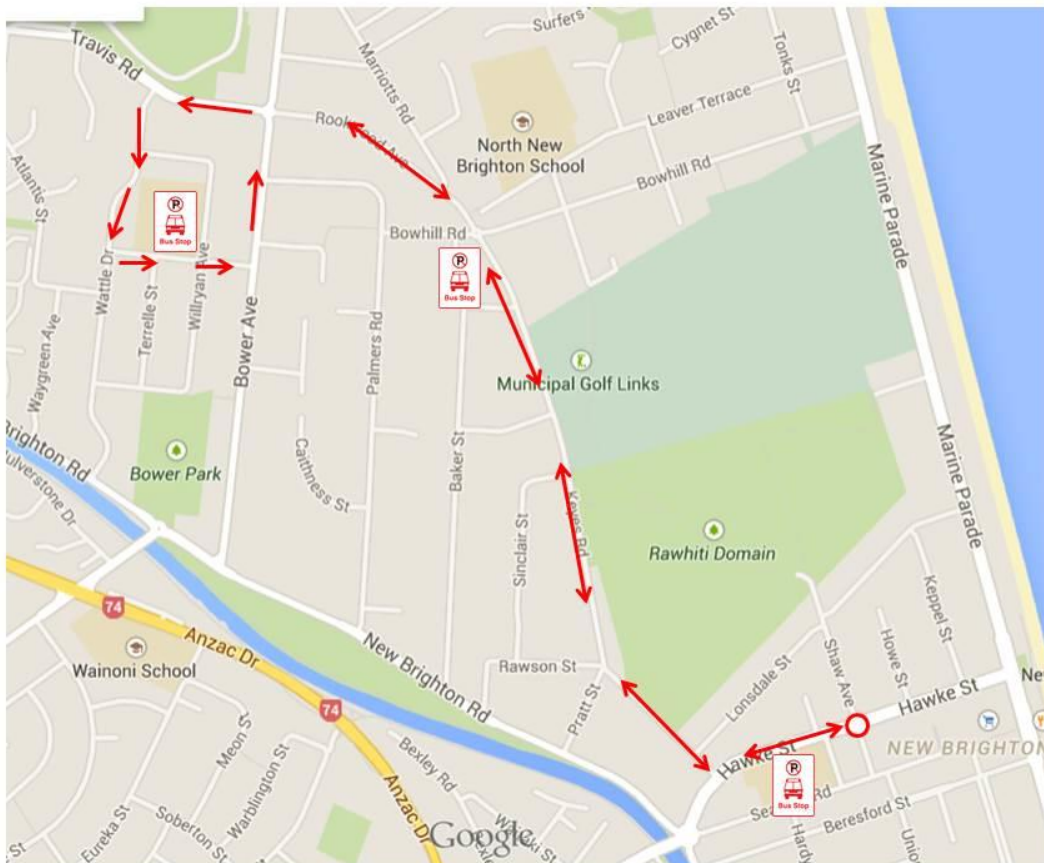 Surfers
Cygnet St
Tonks St
Travis Rd
Marriotts Rd
Leaver Terrace
North New
Brighton School
Rookwood Ave
Bowhill Rd
Marine Parade
Atlantis St
P
Bus Stop
Bowhill Rd
P
Bus Stop
Wattle Dr
Terrelle St
Willryan Ave
Bower Ave
Palmers Rd
Waygreen Ave
Municipal Golf Links
Baker St
Brighton Rd
Bower Park
Caithness St
Marine Parade
Sinclair St
Keyes Rd
Rawhiti Domain
74
Anzac Dr
Wainoni School
New Brighton Rd
Rawson St
Pratt St
Lonsdale St
Shaw Ave
Howe St
Keppel St
Hawke St
74
Meon S
Warblington St
Bexley Rd
Anzac Dr
Hawke St
P
Bus Stop
NEW BRIGHTON
Beresford St
Hardy
Union
Eureka St
Soberton St
Google